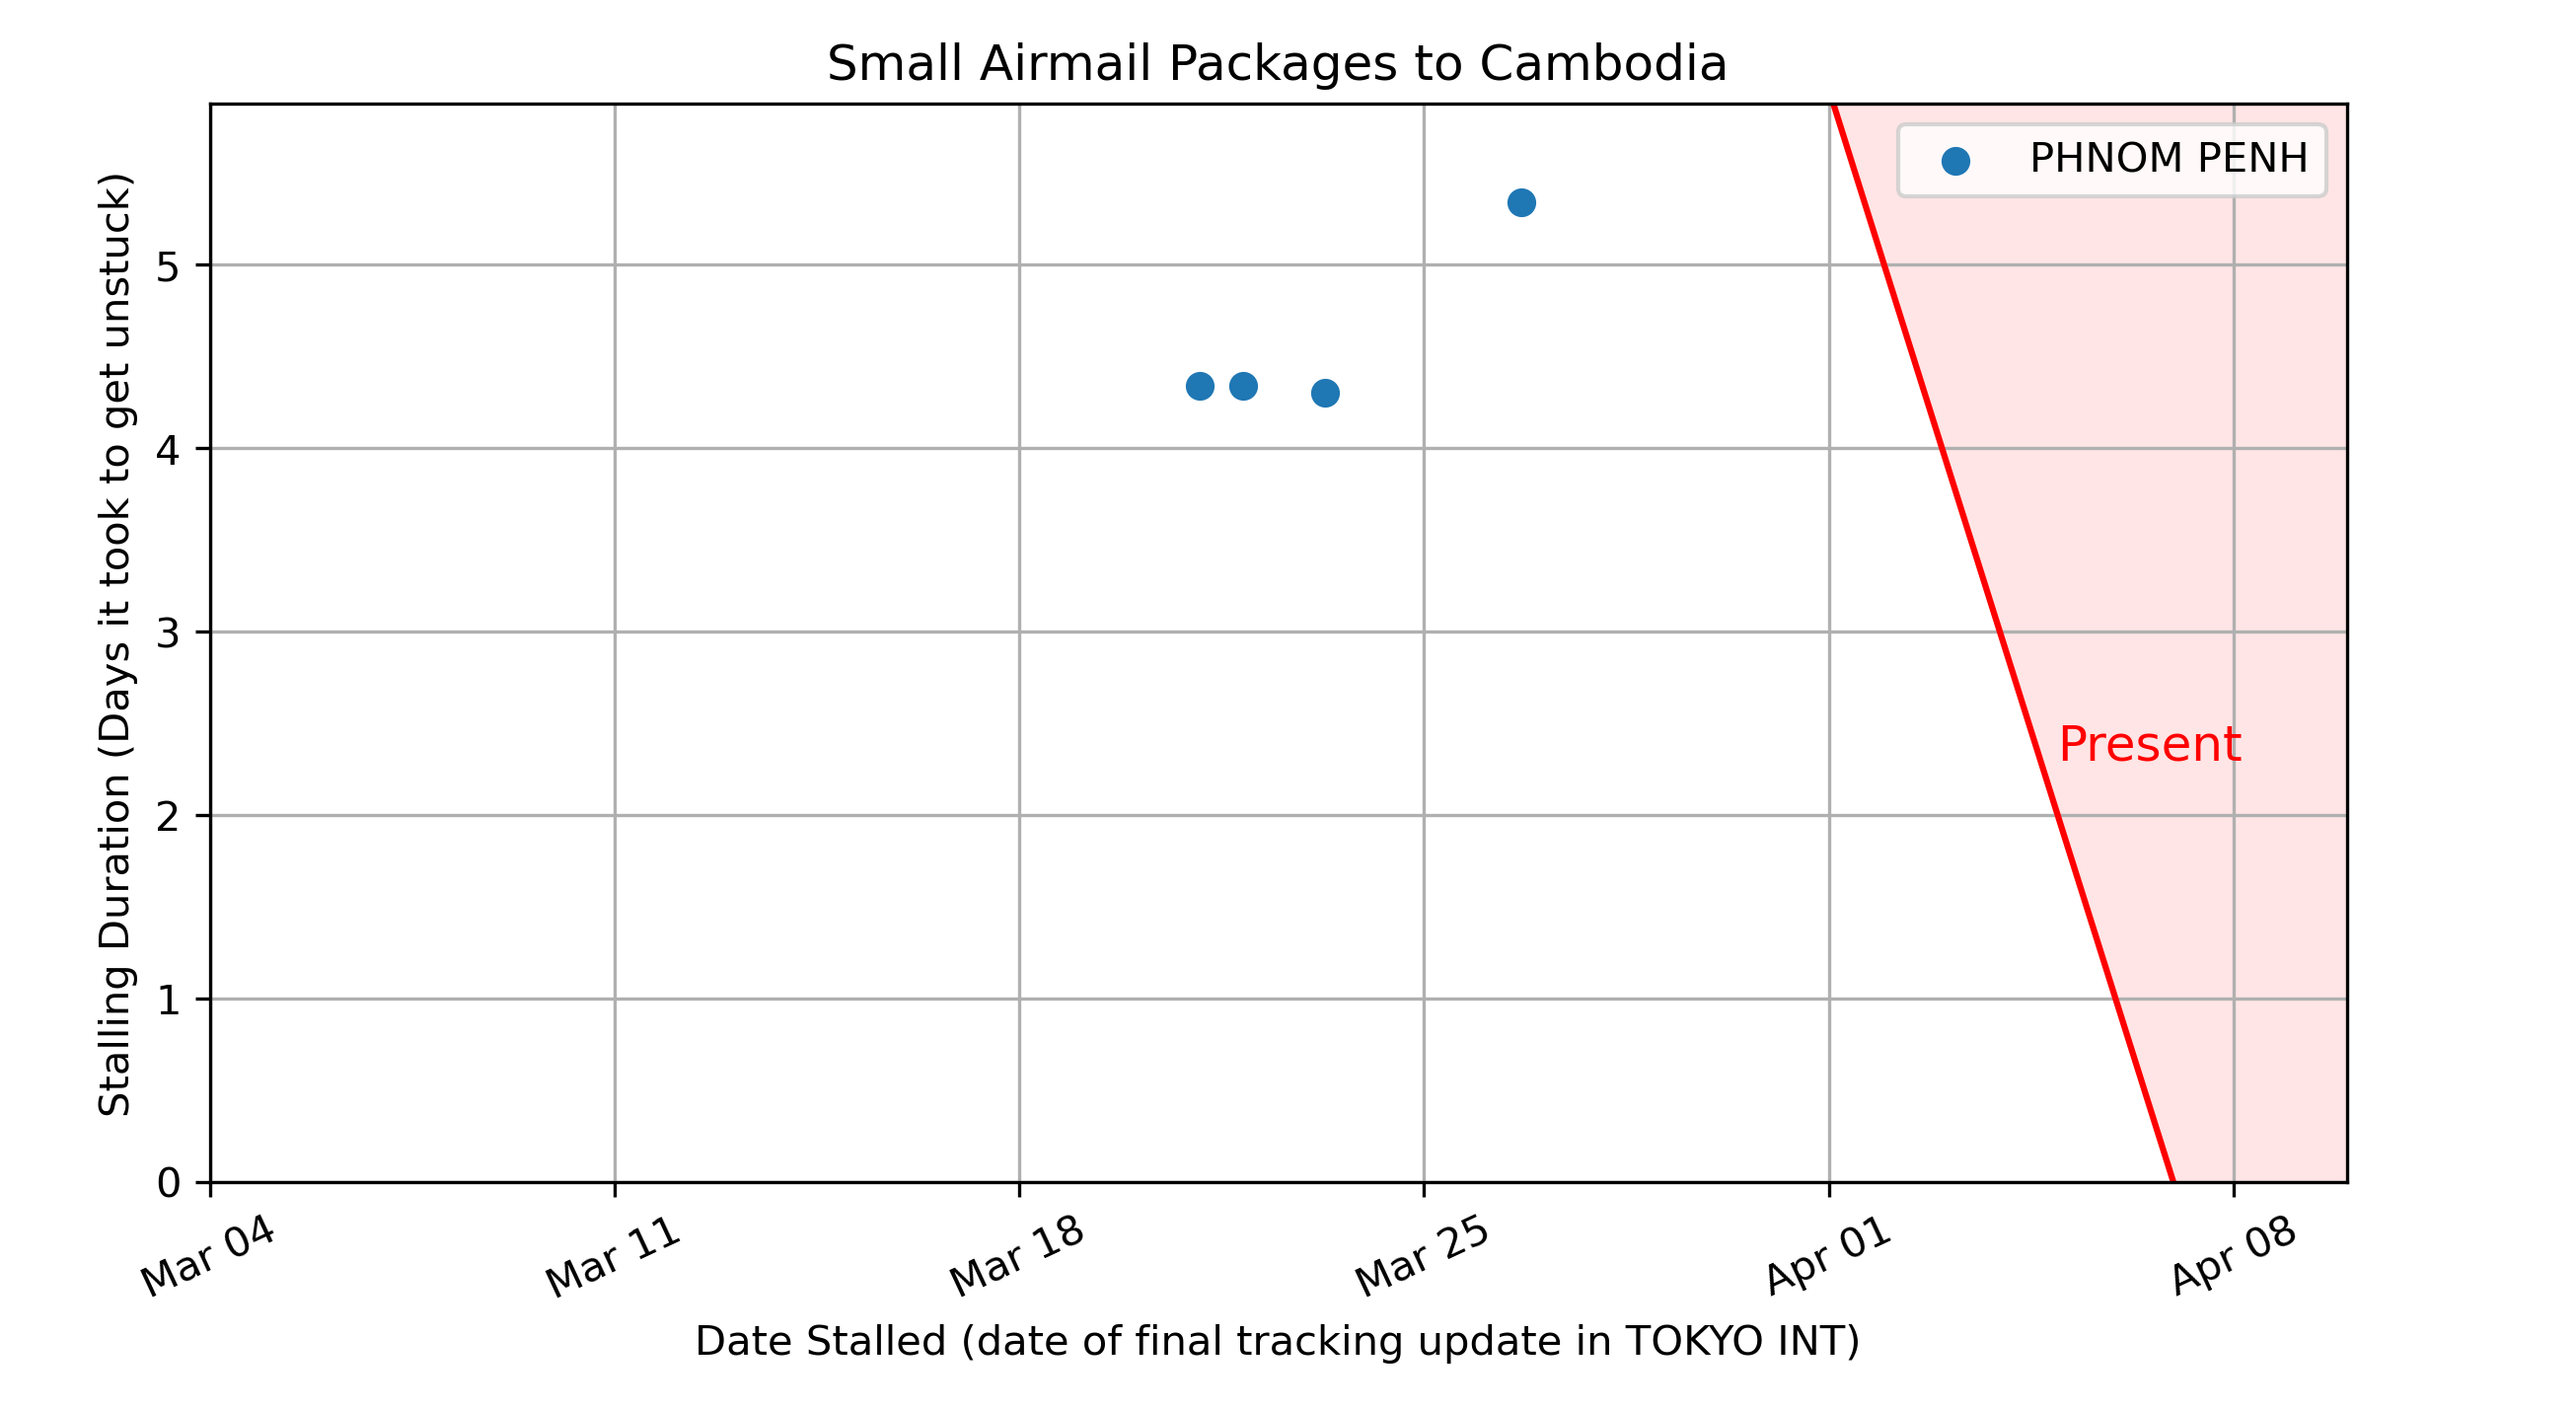 Small Airmail Packages to Cambodia
PHNOM PENH
Stalling Duration (Days it took to get unstuck)
5
4
3
2
1
0
Present
Mar 04
Mar 11
Mar 18
Mar 25
Apr 01
Apr 08
Date Stalled (date of final tracking update in TOKYO INT)